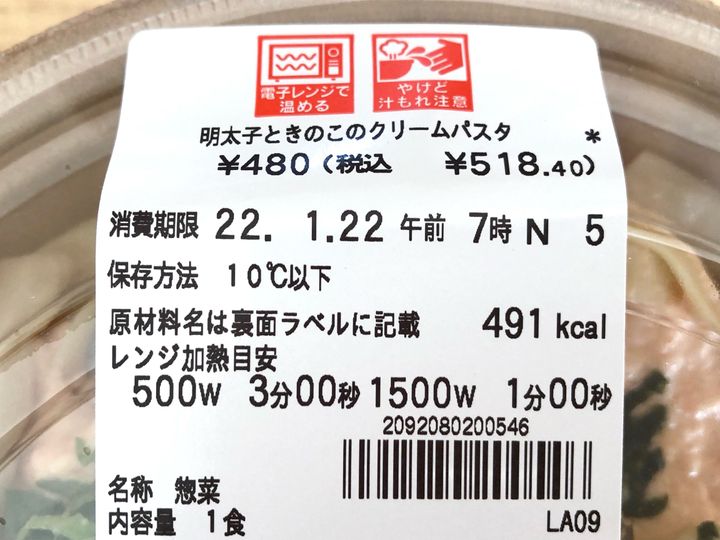 電子レンジで
温める
やけど
汁もれ注意
明太子ときのこのクリームパスタ *
¥480(税込 ¥518.40)
消費期限 22. 1.22 午前 7時 N 5
保存方法 10℃以下
原材料名は裏面ラベルに記載 491 kcal
レンジ加熱目安
500W 3分00秒 1500W 1分00秒
2092080200546
名称 惣菜
内容量 1食
LA09